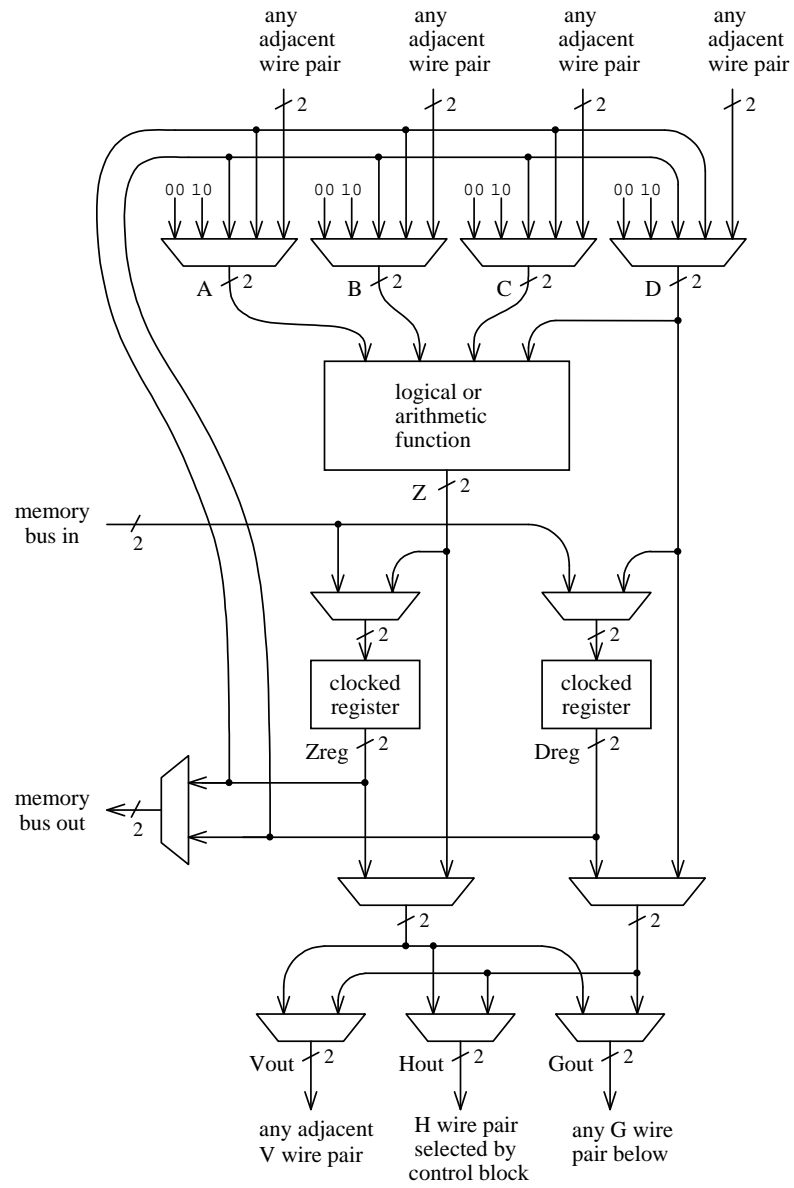 any
adjacent
wire pair
any
adjacent
wire pair
any
adjacent
wire pair
any
adjacent
wire pair
2
2
2
2
00 10
00 10
00 10
00 10
A
2
B
2
C
2
D
2
logical or
arithmetic
function
Z
2
memory
bus in
2
2
2
clocked
register
clocked
register
Zreg
2
Dreg
2
memory
bus out
2
2
2
Vout
2
Hout
2
Gout
2
any adjacent
V wire pair
H wire pair
selected by
control block
any G wire
pair below